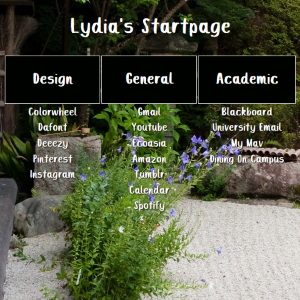 Lydia's Startpage
Design
General
Academic
Colorwheel
Dafont
Deeezy
Pinterest
Instagram
Gmail
Youtube
Ecoasia
Amazon
Tumblr
Calendar
Spotify
Blackboard
University Email
My Mav
Dining On Campus